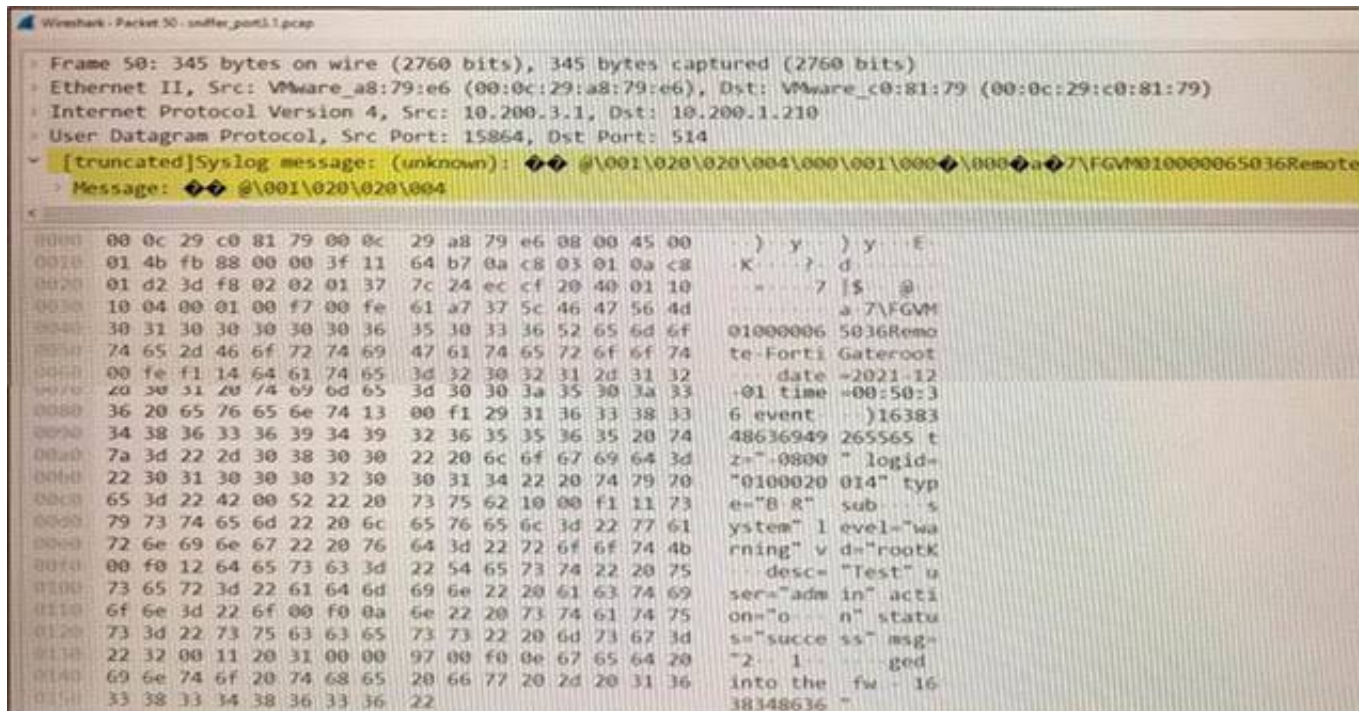 Wireshark - Packet 50 - sniffer_port3.1.pcap
Frame 50: 345 bytes on wire (2760 bits), 345 bytes captured (2760 bits)
Ethernet II, Src: VMware_a8:79:e6 (00:0c:29:a8:79:e6), Dst: VMware_c0:81:79 (00:0c:29:c0:81:79)
Internet Protocol Version 4, Src: 10.200.3.1, Dst: 10.200.1.210
User Datagram Protocol, Src Port: 15864, Dst Port: 514
[truncated]Syslog message: (unknown): �� @\001\020\020\004\000\001\000�\000�a�7\FGVM010000065036Remote
Message: �� @\001\020\020\004
0000 00 0c 29 c0 81 79 00 0c 29 a8 79 e6 08 00 45 00 ··)··y··)·y···E·
0010 01 4b fb 88 00 00 3f 11 64 b7 0a c8 03 01 0a c8 ·K····?·d·······
0020 01 d2 3d f8 02 02 01 37 7c 24 ec cf 20 40 01 10 ··=····7|$·· @··
0030 10 04 00 01 00 f7 00 fe 61 a7 37 5c 46 47 56 4d ········a·7\FGVM
0040 30 31 30 30 30 30 30 36 35 30 33 36 52 65 6d 6f 01000006 5036Remo
0050 74 65 2d 46 6f 72 74 69 47 61 74 65 72 6f 6f 74 te-Forti Gateroot
0060 00 fe f1 14 64 61 74 65 3d 32 30 32 31 2d 31 32 ····date =2021-12
0070 2d 30 31 20 74 69 6d 65 3d 30 30 3a 35 30 3a 33 -01 time =00:50:3
0080 36 20 65 76 65 6e 74 13 00 f1 29 31 36 33 38 33 6 event· ··)16383
0090 34 38 36 33 36 39 34 39 32 36 35 35 36 35 20 74 48636949 265565 t
00a0 7a 3d 22 2d 30 38 30 30 22 20 6c 6f 67 69 64 3d z="-0800 " logid=
00b0 22 30 31 30 30 30 32 30 30 31 34 22 20 74 79 70 "0100020 014" typ
00c0 65 3d 22 42 00 52 22 20 73 75 62 10 00 f1 11 73 e="B·R" sub····s
00d0 79 73 74 65 6d 22 20 6c 65 76 65 6c 3d 22 77 61 ystem" l evel="wa
00e0 72 6e 69 6e 67 22 20 76 64 3d 22 72 6f 6f 74 4b rning" v d="rootK
00f0 00 f0 12 64 65 73 63 3d 22 54 65 73 74 22 20 75 ···desc= "Test" u
0100 73 65 72 3d 22 61 64 6d 69 6e 22 20 61 63 74 69 ser="adm in" acti
0110 6f 6e 3d 22 6f 00 f0 0a 6e 22 20 73 74 61 74 75 on="o··· n" statu
0120 73 3d 22 73 75 63 63 65 73 73 22 20 6d 73 67 3d s="succe ss" msg=
0130 22 32 00 11 20 31 00 00 97 00 f0 0e 67 65 64 20 "2·· 1·· ····ged
0140 69 6e 74 6f 20 74 68 65 20 66 77 20 2d 20 31 36 into the fw - 16
0150 33 38 33 34 38 36 33 36 22 38348636 "